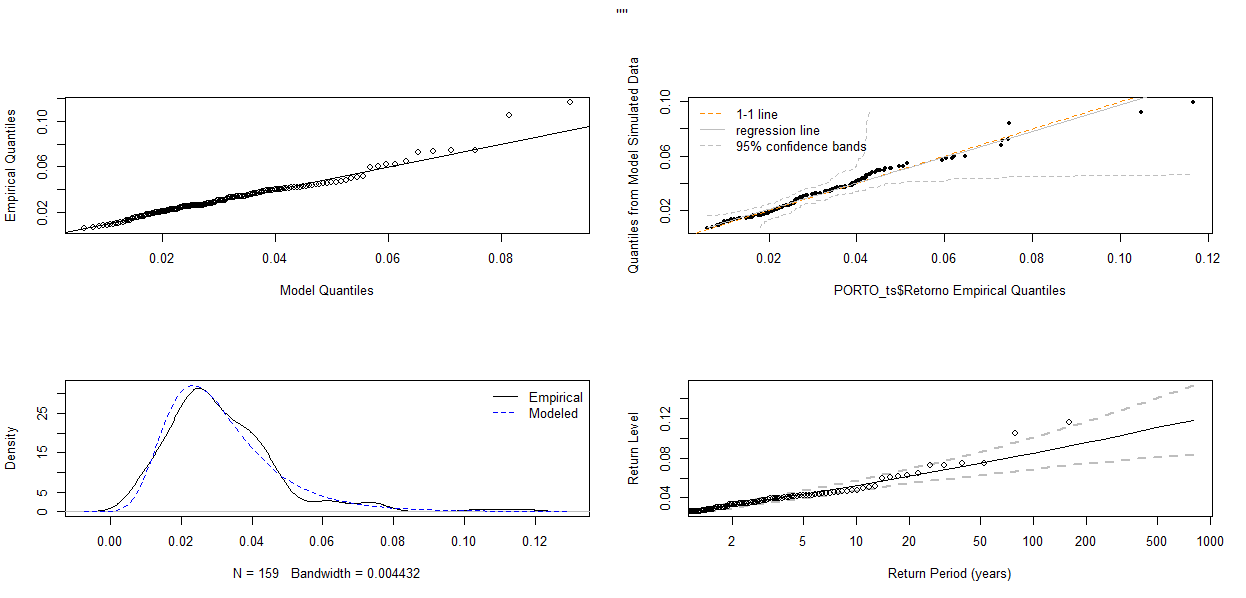 ""
Empirical Quantiles
0.02 0.06 0.10
0.02 0.04 0.06 0.08
Model Quantiles
Quantiles from Model Simulated Data
0.02 0.06 0.10
1-1 line
regression line
95% confidence bands
0.02 0.04 0.06 0.08 0.10 0.12
PORTO_ts$Retorno Empirical Quantiles
Density
5 15 25
Empirical
Modeled
0.00 0.02 0.04 0.06 0.08 0.10 0.12
N = 159 Bandwidth = 0.004432
Return Level
0.04 0.08 0.12
2 5 10 20 50 100 200 500 1000
Return Period (years)